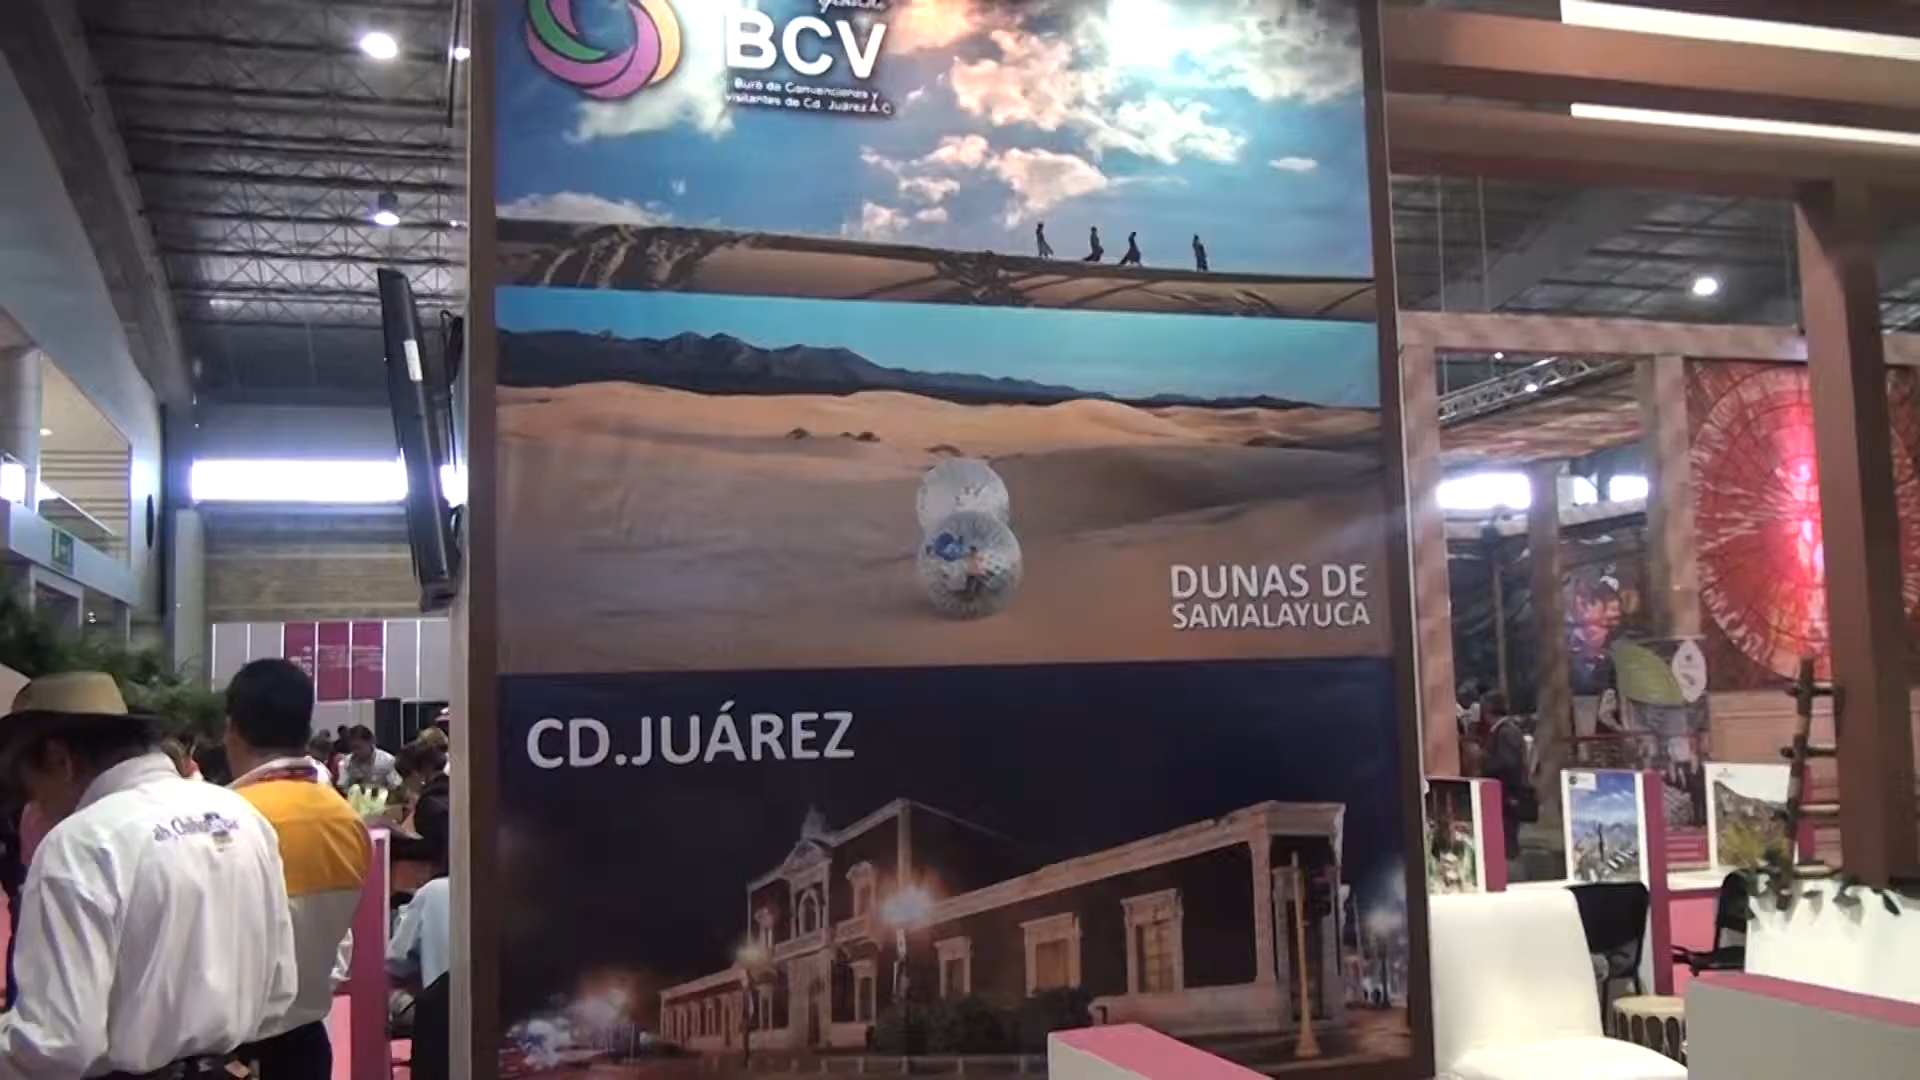 BCV
Buró de Convenciones y
visitantes de Cd. Juárez A.C
DUNAS DE
SAMALAYUCA
CD.JUÁREZ